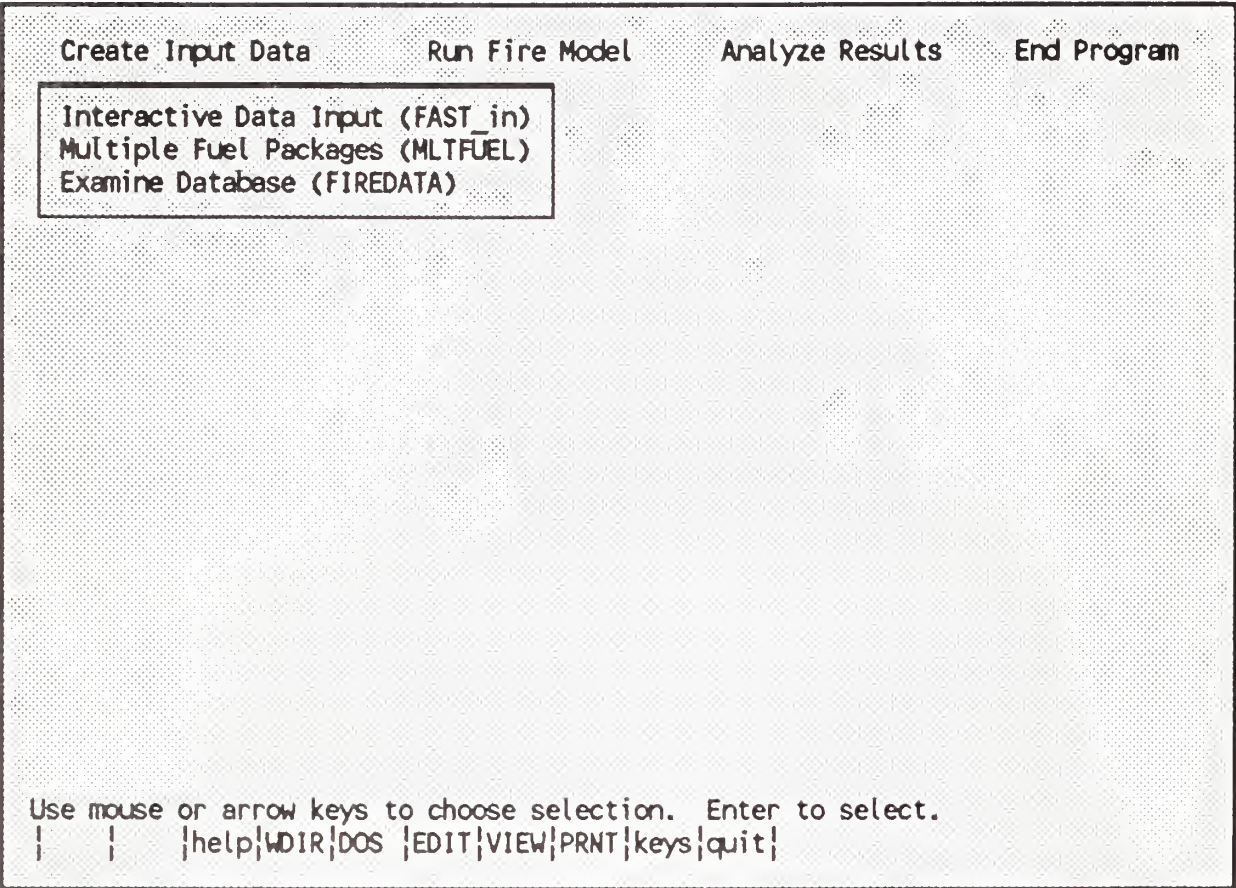 Create Input Data Run Fire Model Analyze Results End Program
Interactive Data Input (FAST_in)
Multiple Fuel Packages (MLTFUEL)
Examine Database (FIREDATA)
Use mouse or arrow keys to choose selection. Enter to select.
| | |help|WDIR|DOS |EDIT|VIEW|PRNT|keys|quit|